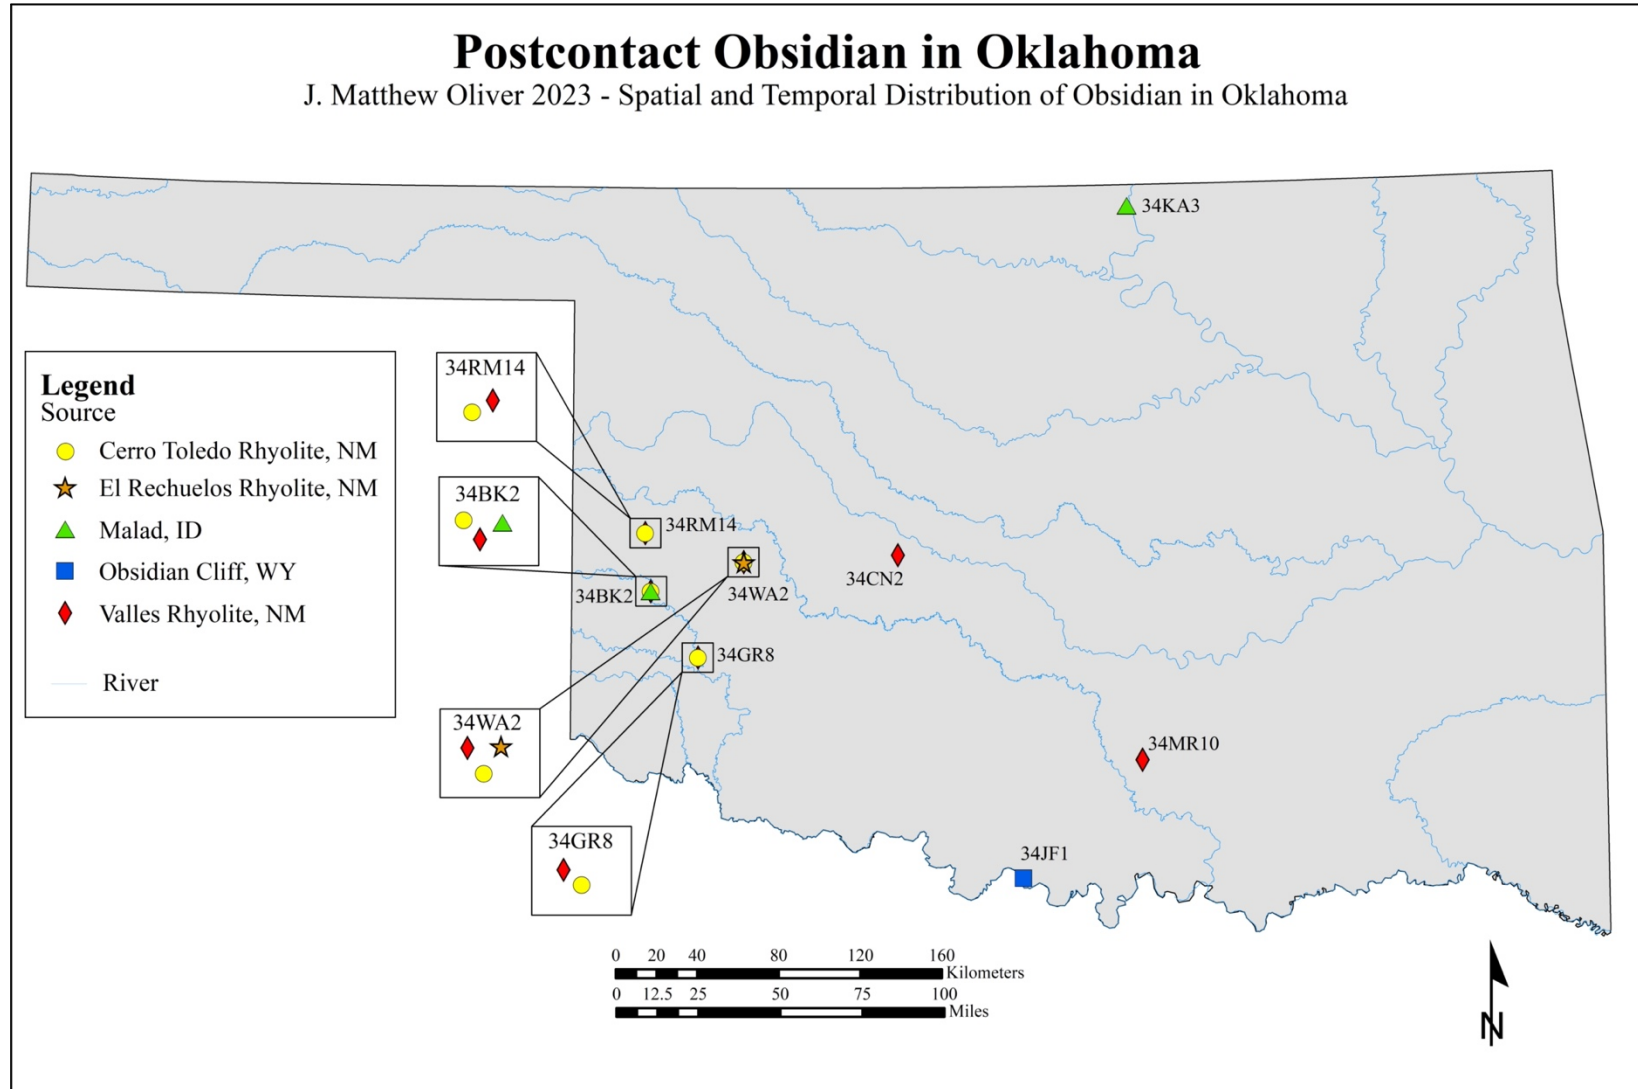 Postcontact Obsidian in Oklahoma
J. Matthew Oliver 2023 - Spatial and Temporal Distribution of Obsidian in Oklahoma
34KA3
Legend
Source
Cerro Toledo Rhyolite, NM
El Rechuelos Rhyolite, NM
Malad, ID
Obsidian Cliff, WY
Valles Rhyolite, NM
River
34RM14
34BK2
34RM14
34CN2
34BK2
34WA2
34GR8
34WA2
34MR10
34GR8
34JF1
0 20 40 80 120 160
Kilometers
0 12.5 25 50 75 100
Miles
N